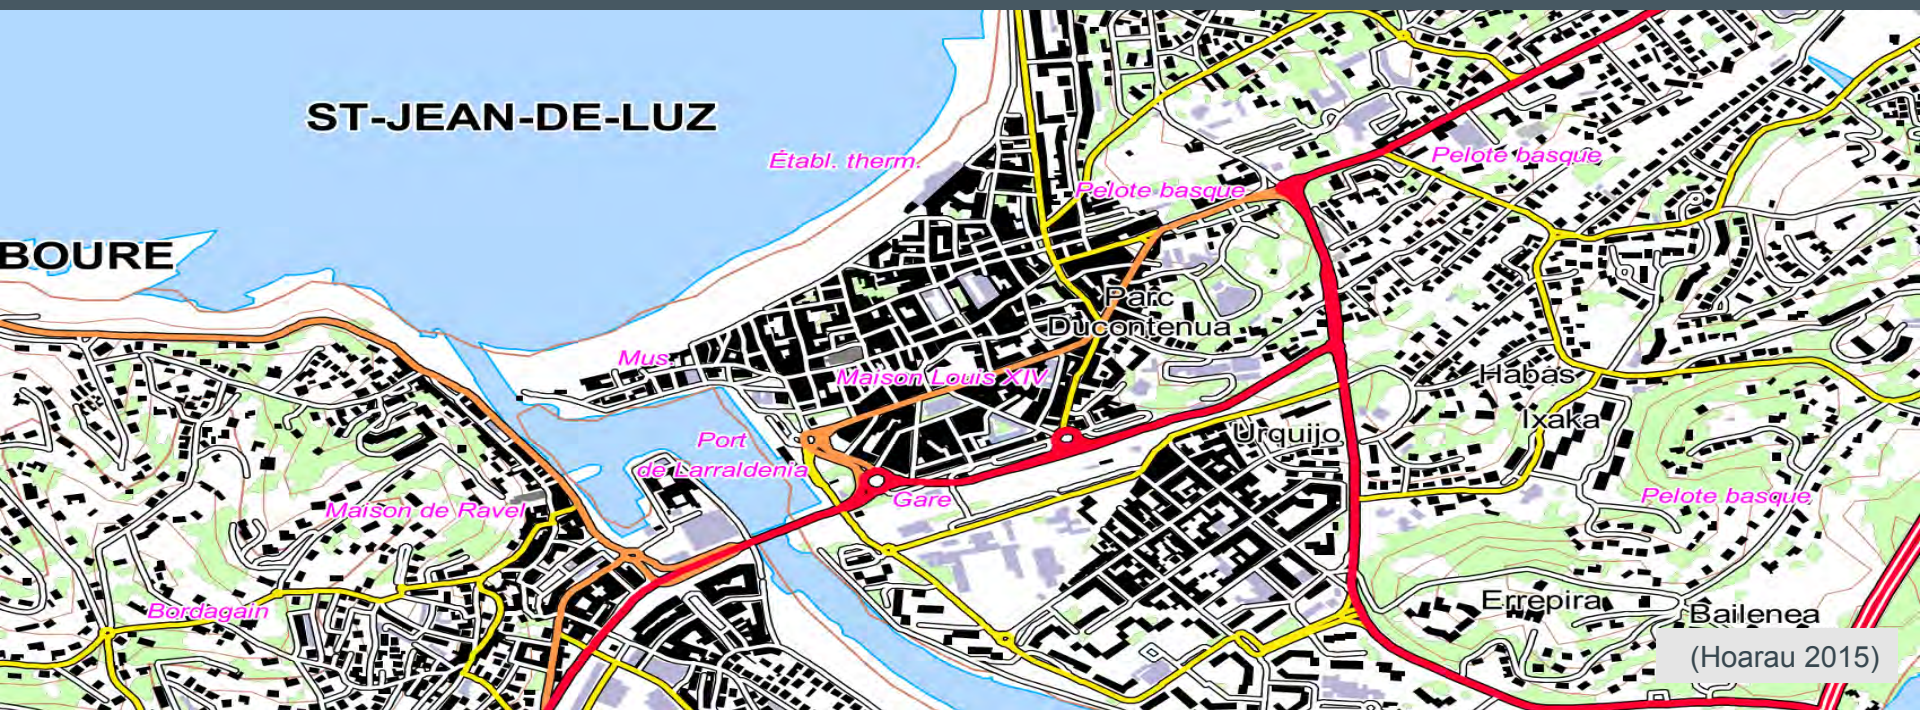 ST-JEAN-DE-LUZ
Établ. therm.
Pelote basque
Pelote basque
BOURE
Parc
Ducontenua
Mus
Maison Louis XIV
Habas
Ixaka
Port
de Larraldenia
Urquijo
Gare
Pelote basque
Maison de Ravel
Bordagain
Errepira
Bailenea
(Hoarau 2015)